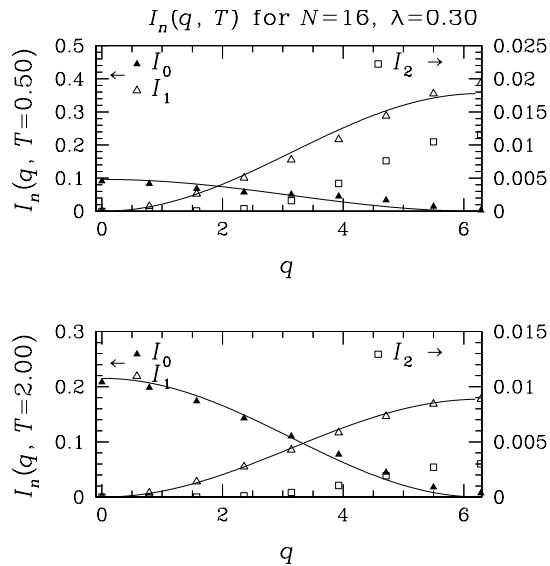 I_n(q, T) for N=16, λ=0.30
I_n(q, T=0.50)
0.5
0.4
0.3
0.2
0.1
0
← ▲ I_0
△ I_1
□ I_2 →
0.025
0.02
0.015
0.01
0.005
0
0 2 4 6
q
I_n(q, T=2.00)
0.3
0.2
0.1
0
← ▲ I_0
△ I_1
□ I_2 →
0.015
0.01
0.005
0
0 2 4 6
q